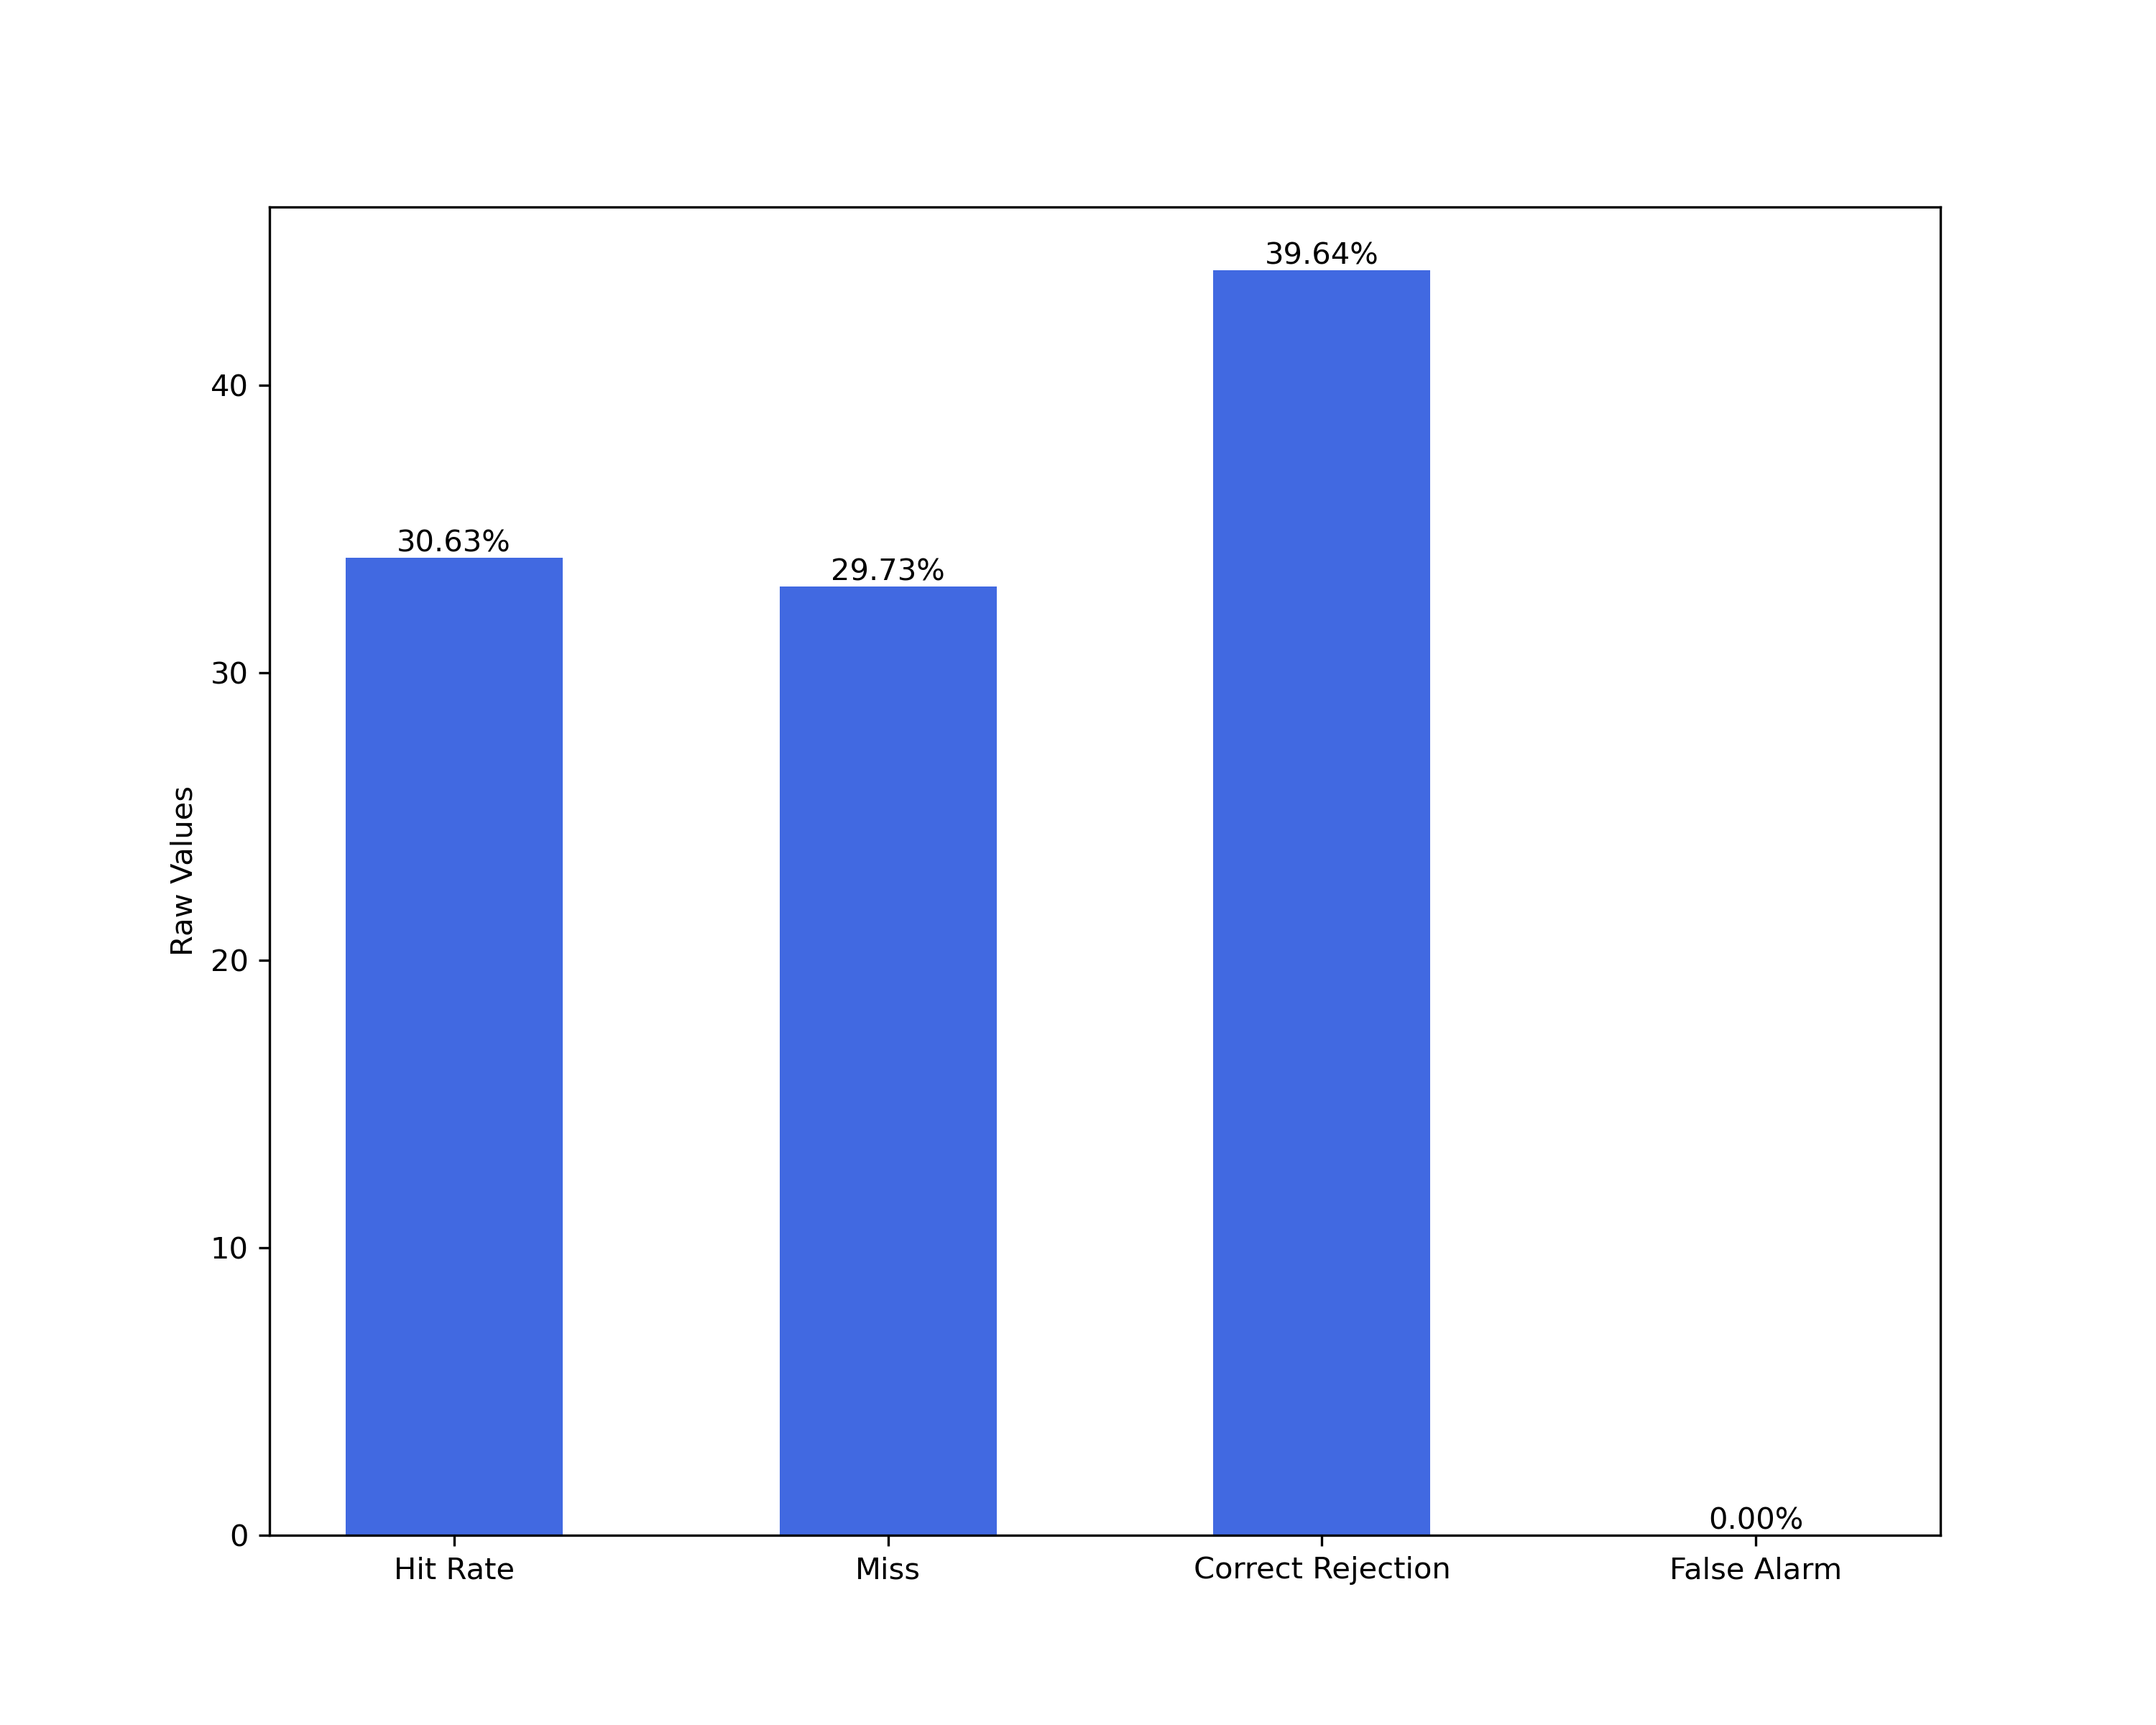 39.64%
30.63%
29.73%
0.00%
40
30
20
10
0
Raw Values
Hit Rate
Miss
Correct Rejection
False Alarm